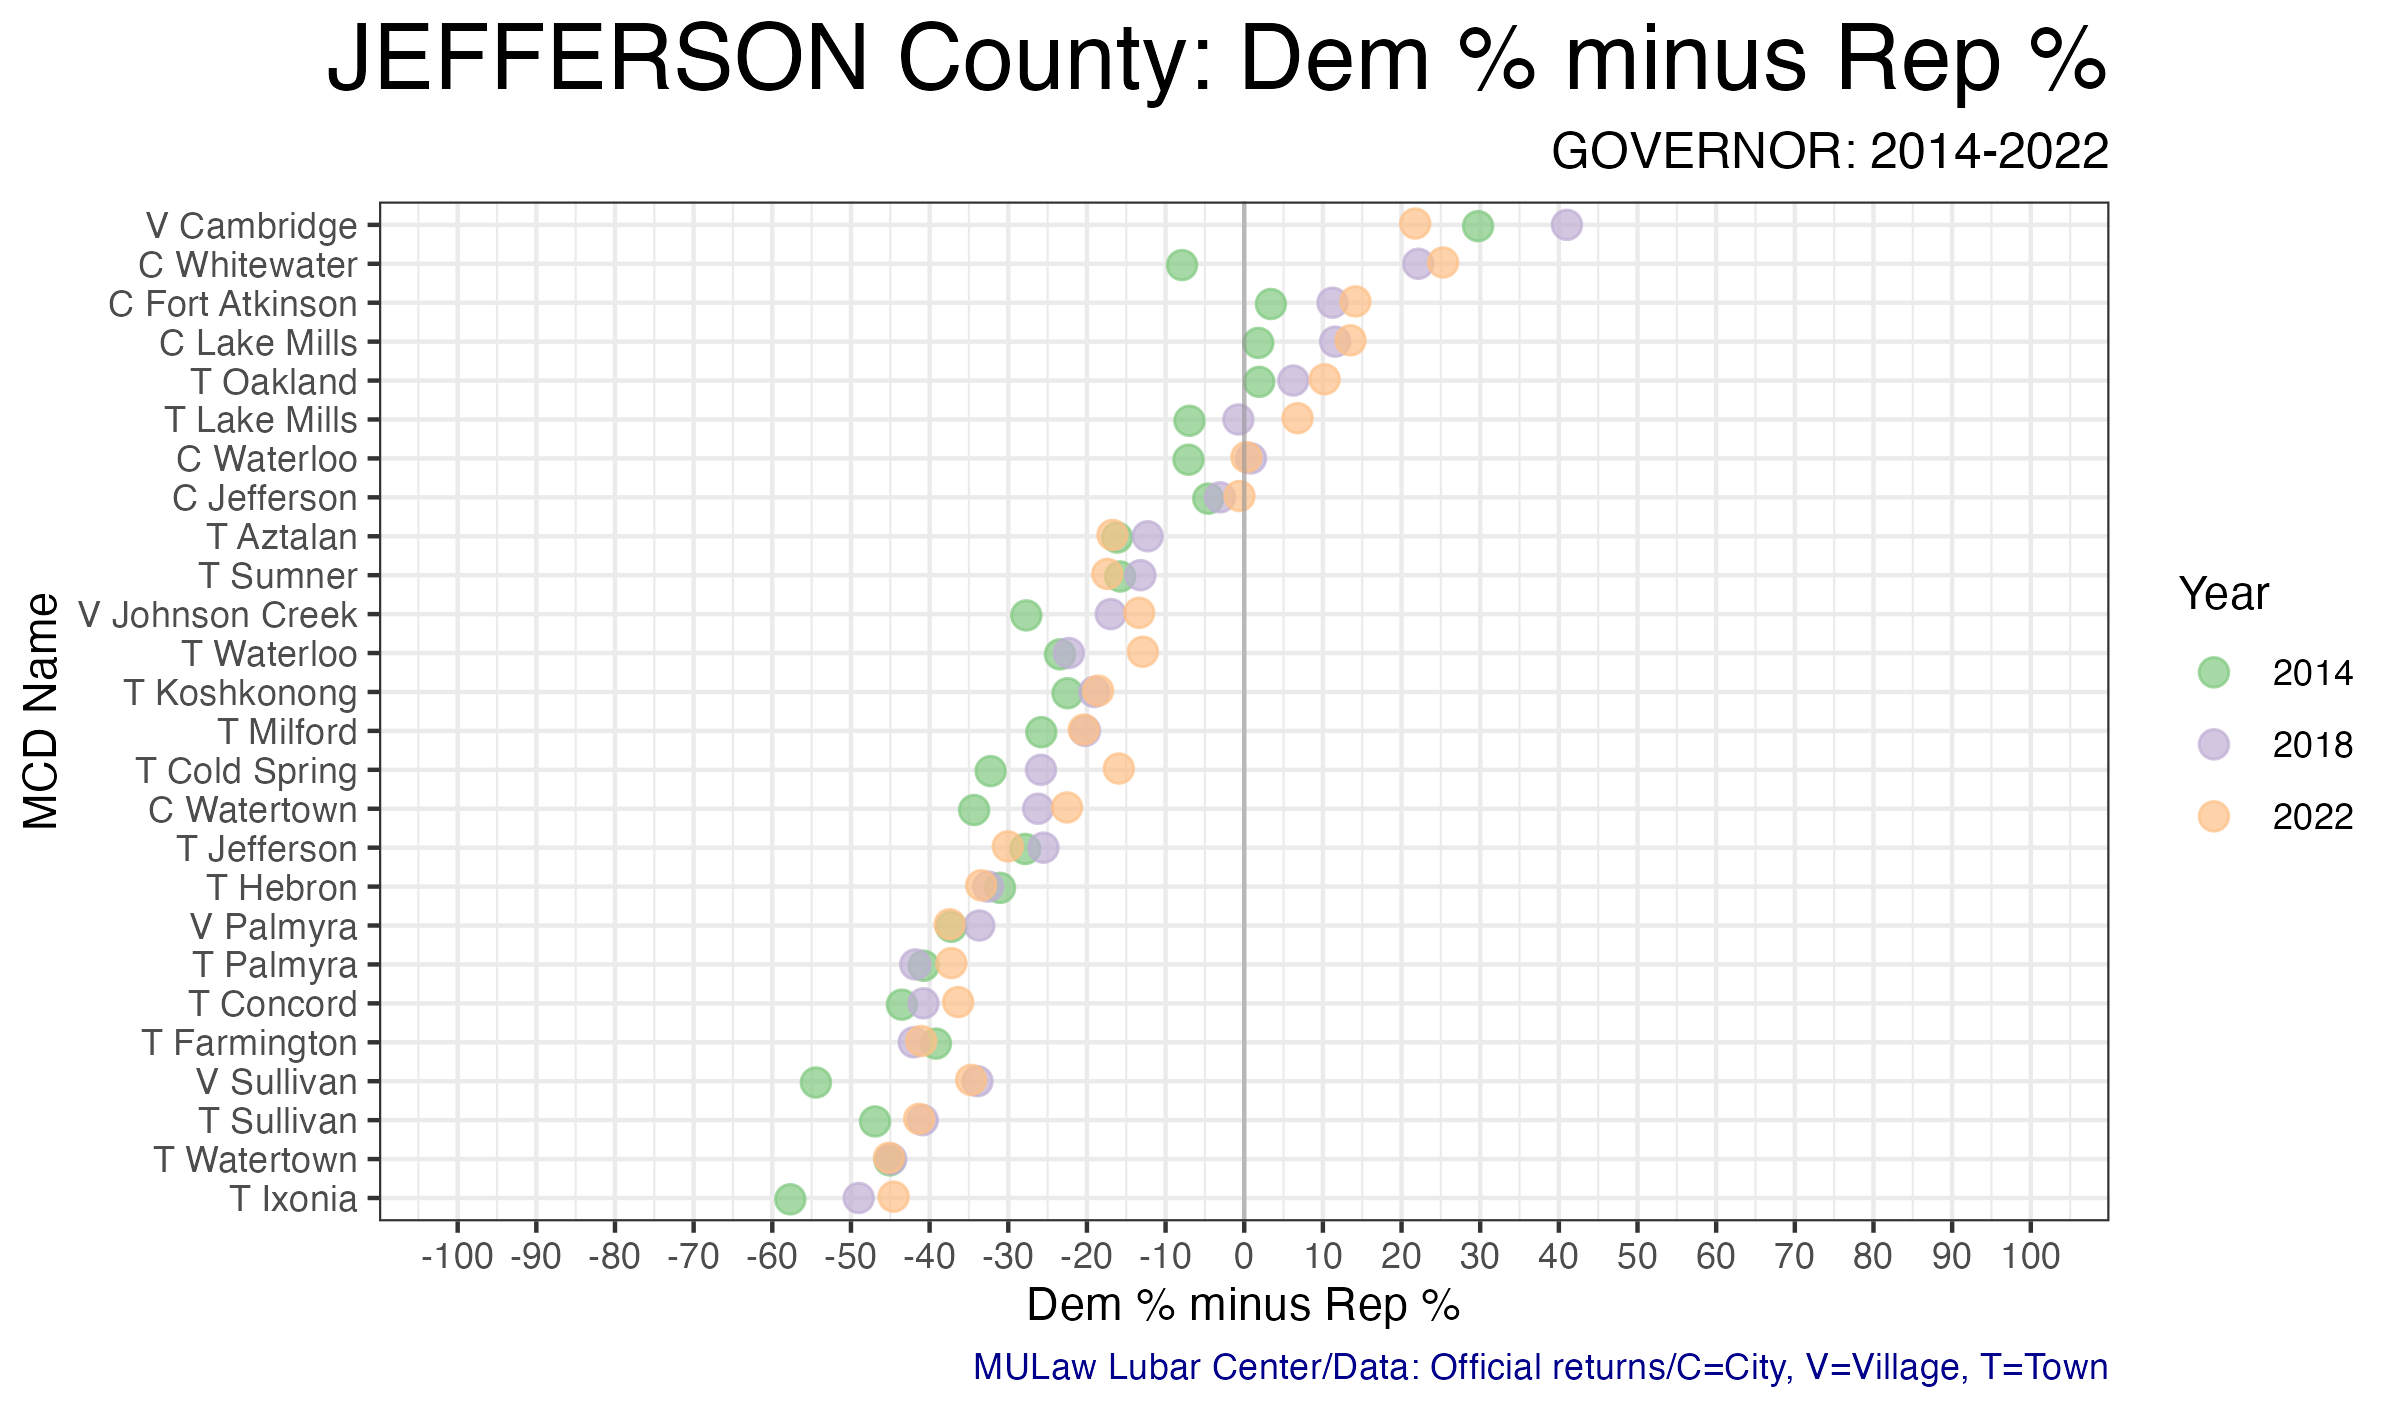 JEFFERSON County: Dem % minus Rep %
GOVERNOR: 2014-2022
MCD Name
V Cambridge
C Whitewater
C Fort Atkinson
C Lake Mills
T Oakland
T Lake Mills
C Waterloo
C Jefferson
T Aztalan
T Sumner
V Johnson Creek
T Waterloo
T Koshkonong
T Milford
T Cold Spring
C Watertown
T Jefferson
T Hebron
V Palmyra
T Palmyra
T Concord
T Farmington
V Sullivan
T Sullivan
T Watertown
T Ixonia
-100 -90 -80 -70 -60 -50 -40 -30 -20 -10 0 10 20 30 40 50 60 70 80 90 100
Dem % minus Rep %
Year
2014
2018
2022
MULaw Lubar Center/Data: Official returns/C=City, V=Village, T=Town